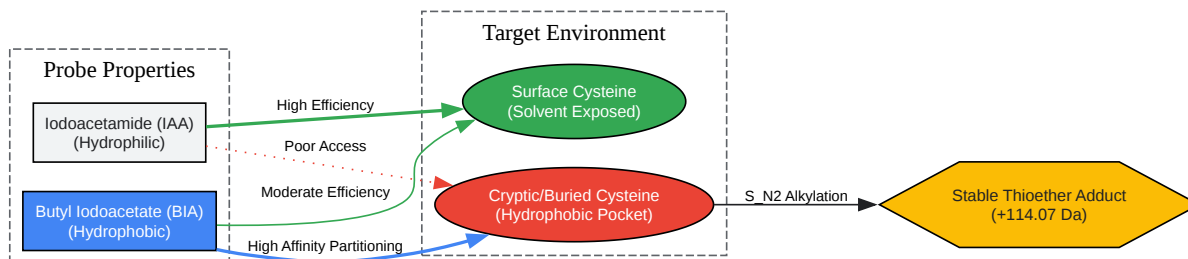 Probe Properties
Iodoacetamide (IAA)
(Hydrophilic)
Butyl Iodoacetate (BIA)
(Hydrophobic)
High Efficiency
Poor Access
Moderate Efficiency
High Affinity Partitioning
Target Environment
Surface Cysteine
(Solvent Exposed)
Cryptic/Buried Cysteine
(Hydrophobic Pocket)
S_N2 Alkylation
Stable Thioether Adduct
(+114.07 Da)